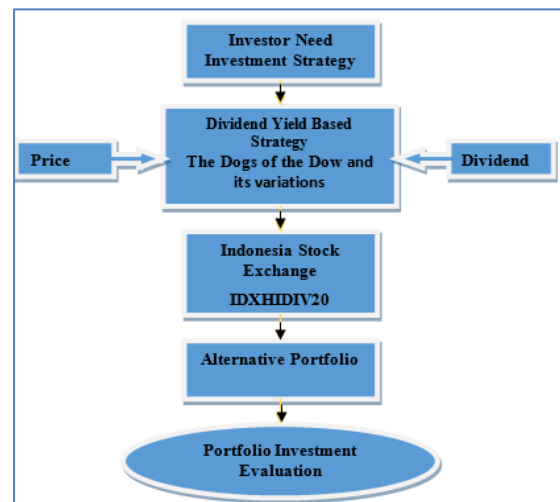 Investor Need
Investment Strategy
Dividend Yield Based
Strategy
The Dogs of the Dow and
its variations
Price
Dividend
Indonesia Stock
Exchange
IDXHIDIV20
Alternative Portfolio
Portfolio Investment
Evaluation